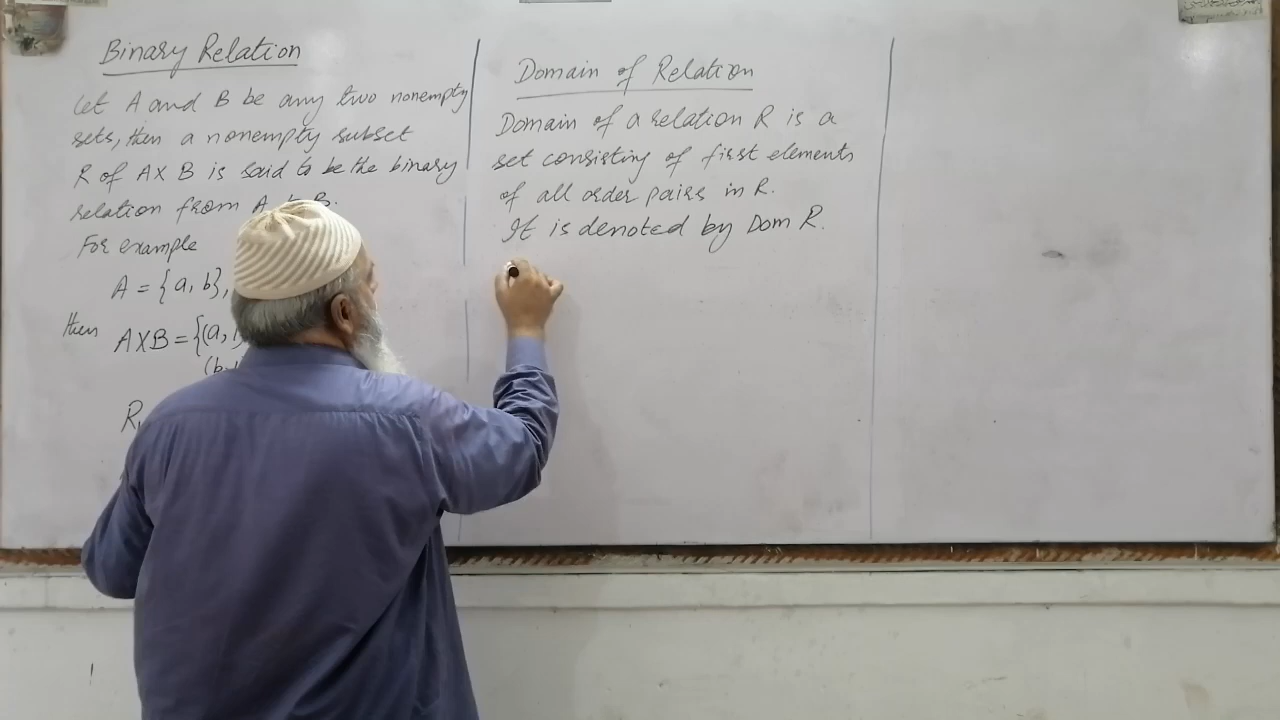 Binary Relation
Let A and B be any two nonempty
sets, then a nonempty subset
R of A X B is said to be the binary
relation from A B.
For example
A = {a, b},
then A X B = {(a,
(b,
R
Domain of Relation
Domain of a relation R is a
set consisting of first elements
of all order pairs in R.
It is denoted by Dom R.